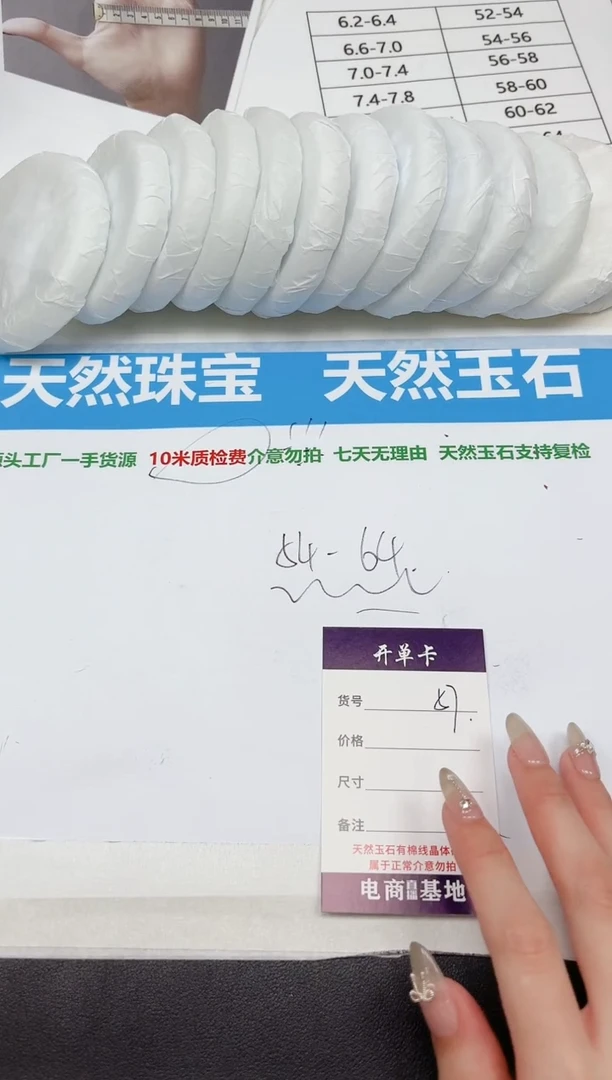 6.2-6.4 52-54
6.6-7.0 54-56
7.0-7.4 56-58
7.4-7.8 58-60
60-62
天然珠宝 天然玉石
头工厂一手货源 10米质检费介意勿拍 七天无理由 天然玉石支持复检
54-64
开单卡
货号 57.
价格
尺寸
备注
天然玉石有棉线晶体
属于正常介意勿拍
电商直播基地